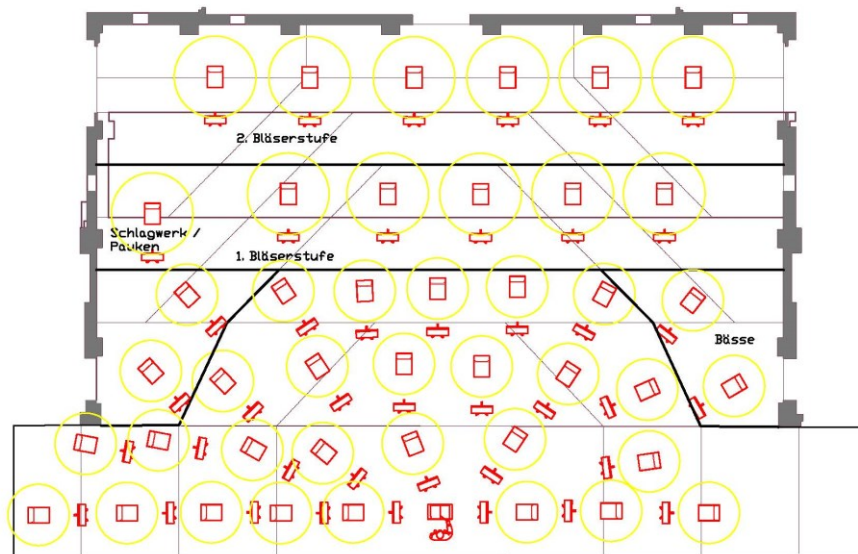 2. Bläserstufe
Schlagwerk /
Pauken
1. Bläserstufe
Bässe